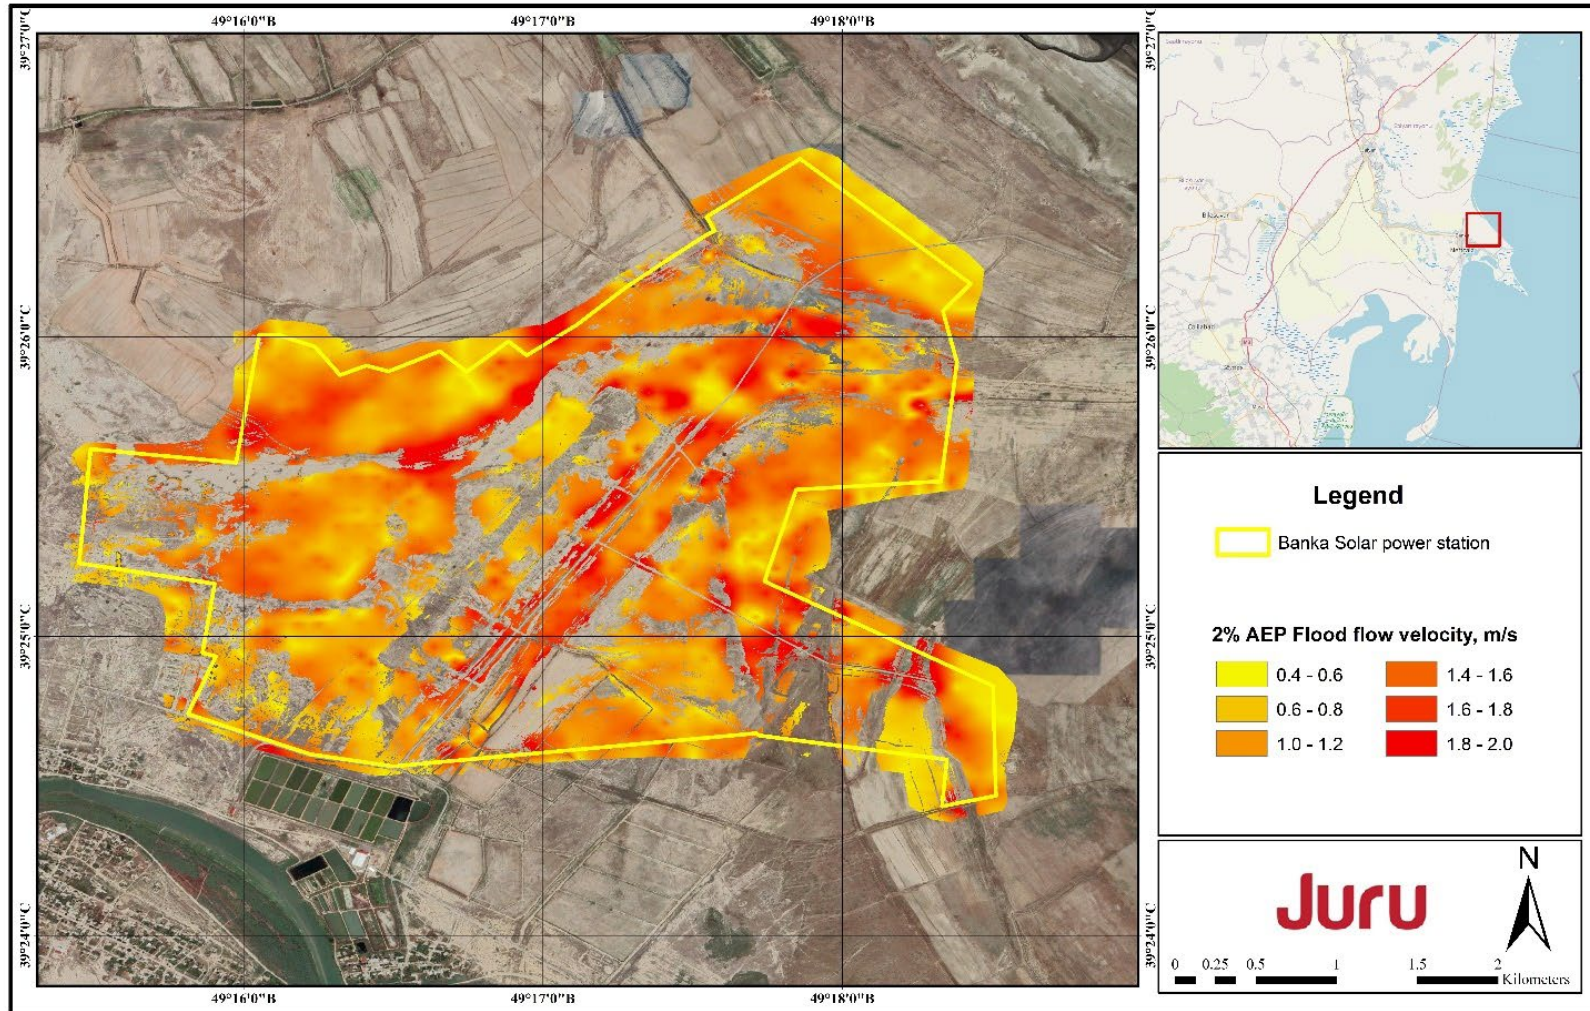 49°16'0"B
49°17'0"B
49°18'0"B
39°27'0"C
39°27'0"C
39°26'0"C
39°26'0"C
39°25'0"C
39°25'0"C
39°24'0"C
39°24'0"C
49°16'0"B
49°17'0"B
49°18'0"B
Legend
Banka Solar power station
2% AEP Flood flow velocity, m/s
0.4 - 0.6
1.4 - 1.6
0.6 - 0.8
1.6 - 1.8
1.0 - 1.2
1.8 - 2.0
Juru
N
0 0.25 0.5 1 1.5 2
Kilometers